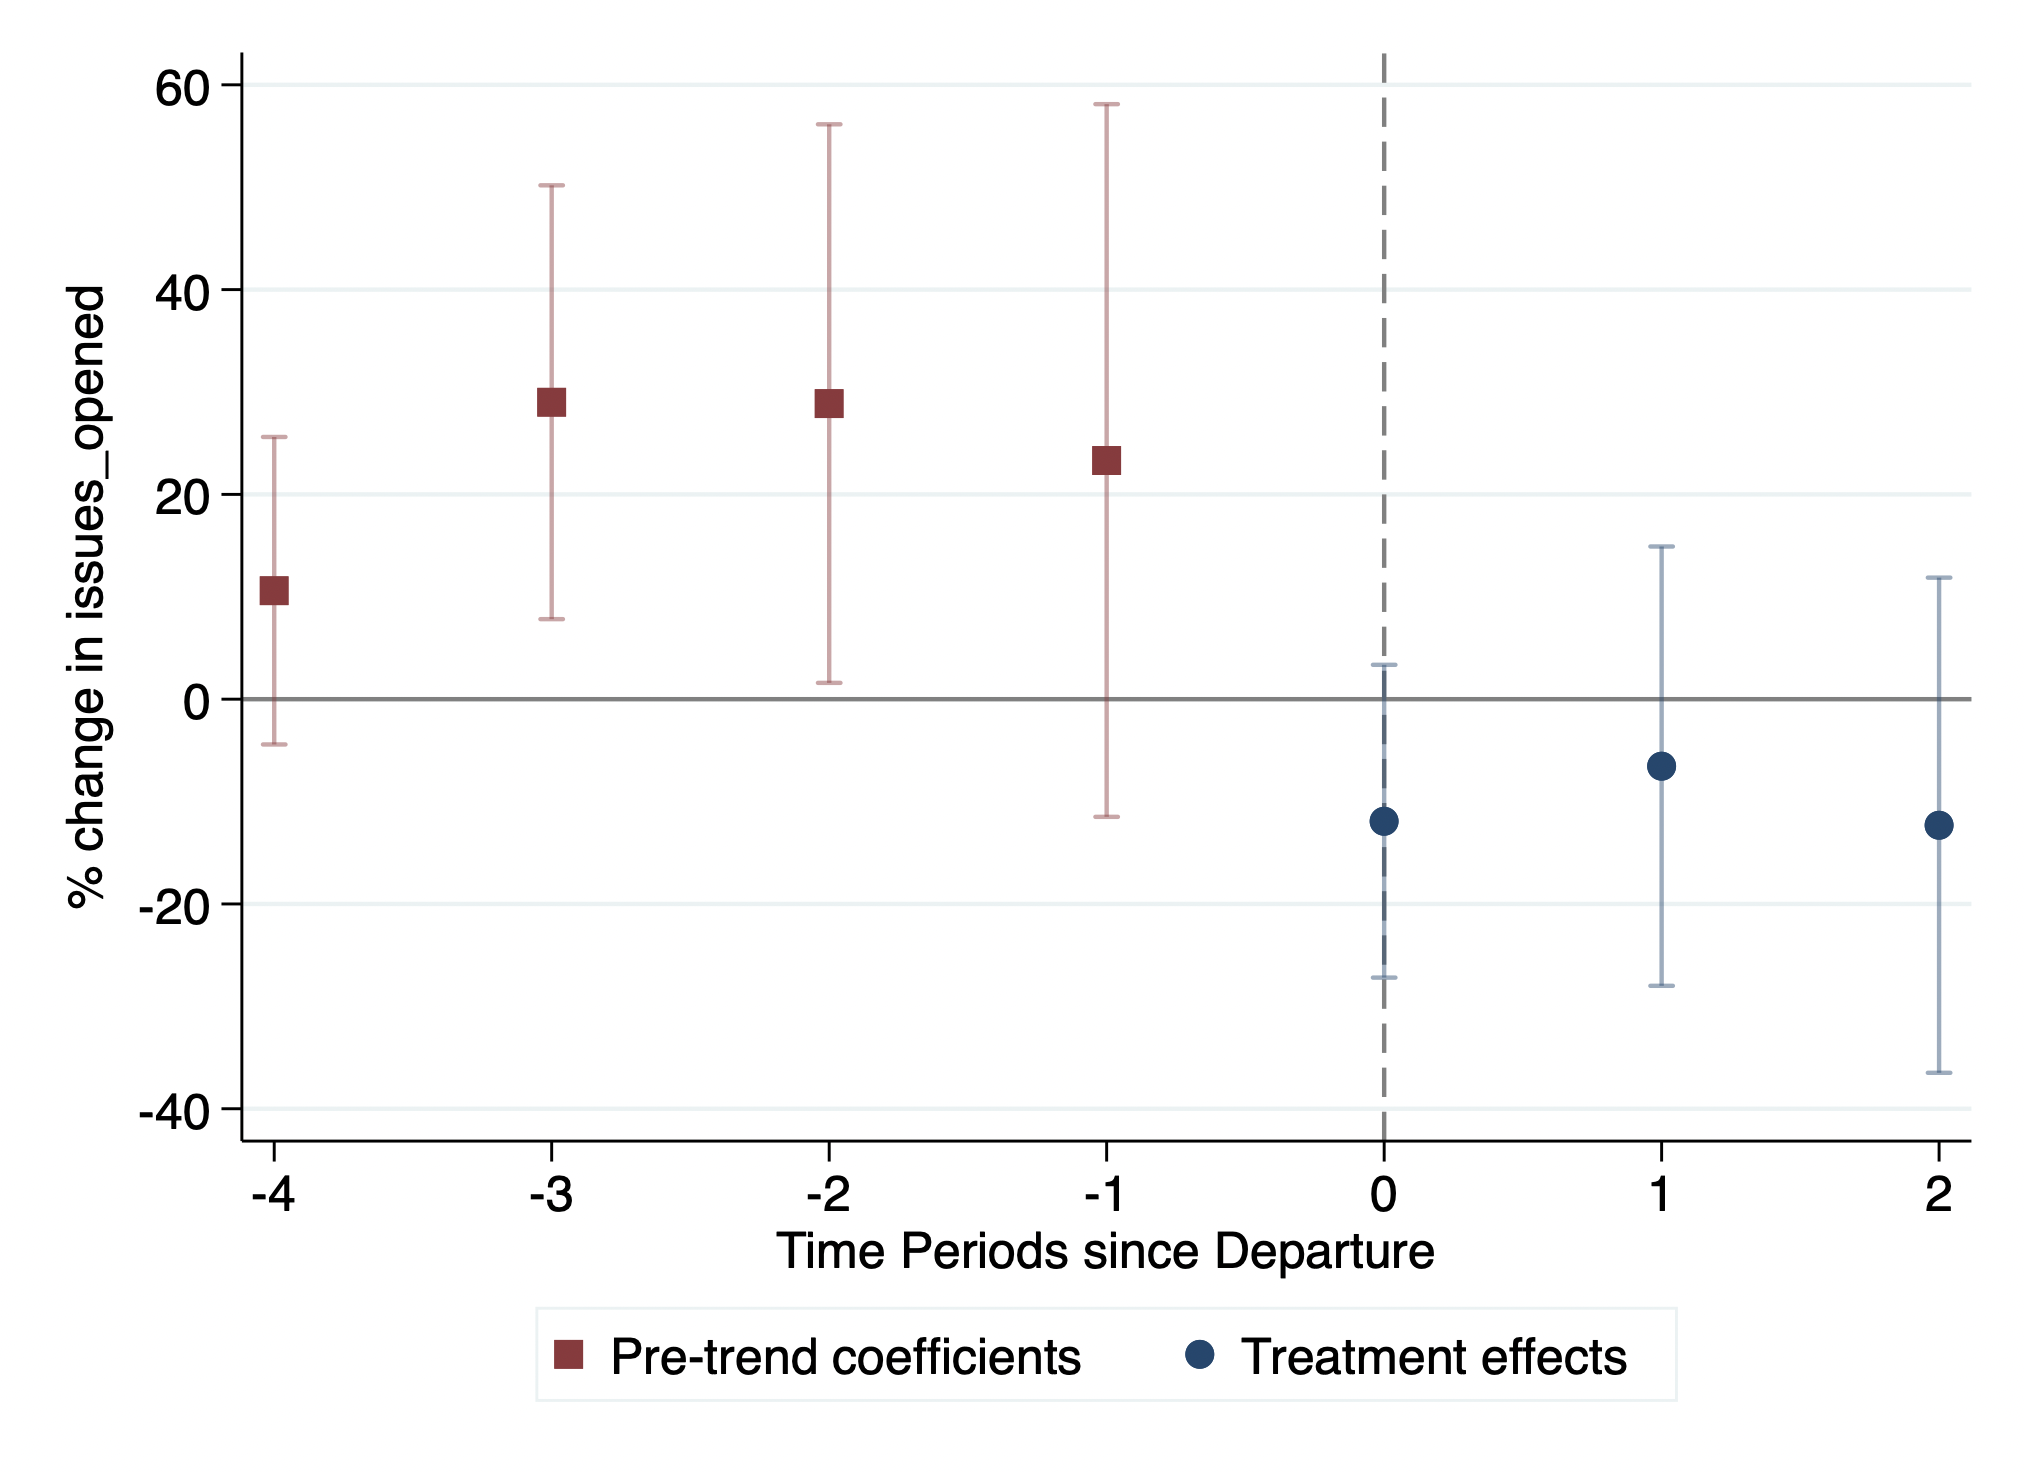 % change in issues_opened
60
40
20
0
-20
-40
-4 -3 -2 -1 0 1 2
Time Periods since Departure
Pre-trend coefficients Treatment effects